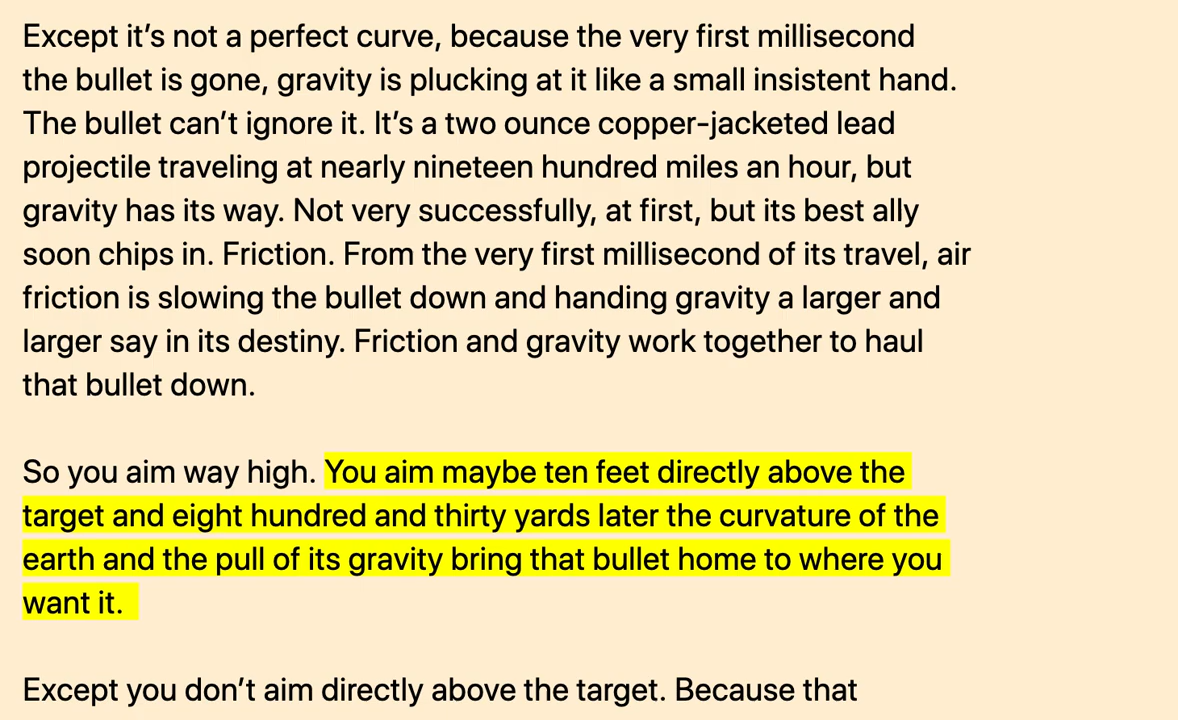 Except it’s not a perfect curve, because the very first millisecond
the bullet is gone, gravity is plucking at it like a small insistent hand.
The bullet can’t ignore it. It’s a two ounce copper-jacketed lead
projectile traveling at nearly nineteen hundred miles an hour, but
gravity has its way. Not very successfully, at first, but its best ally
soon chips in. Friction. From the very first millisecond of its travel, air
friction is slowing the bullet down and handing gravity a larger and
larger say in its destiny. Friction and gravity work together to haul
that bullet down.
So you aim way high. You aim maybe ten feet directly above the
target and eight hundred and thirty yards later the curvature of the
earth and the pull of its gravity bring that bullet home to where you
want it.
Except you don’t aim directly above the target. Because that